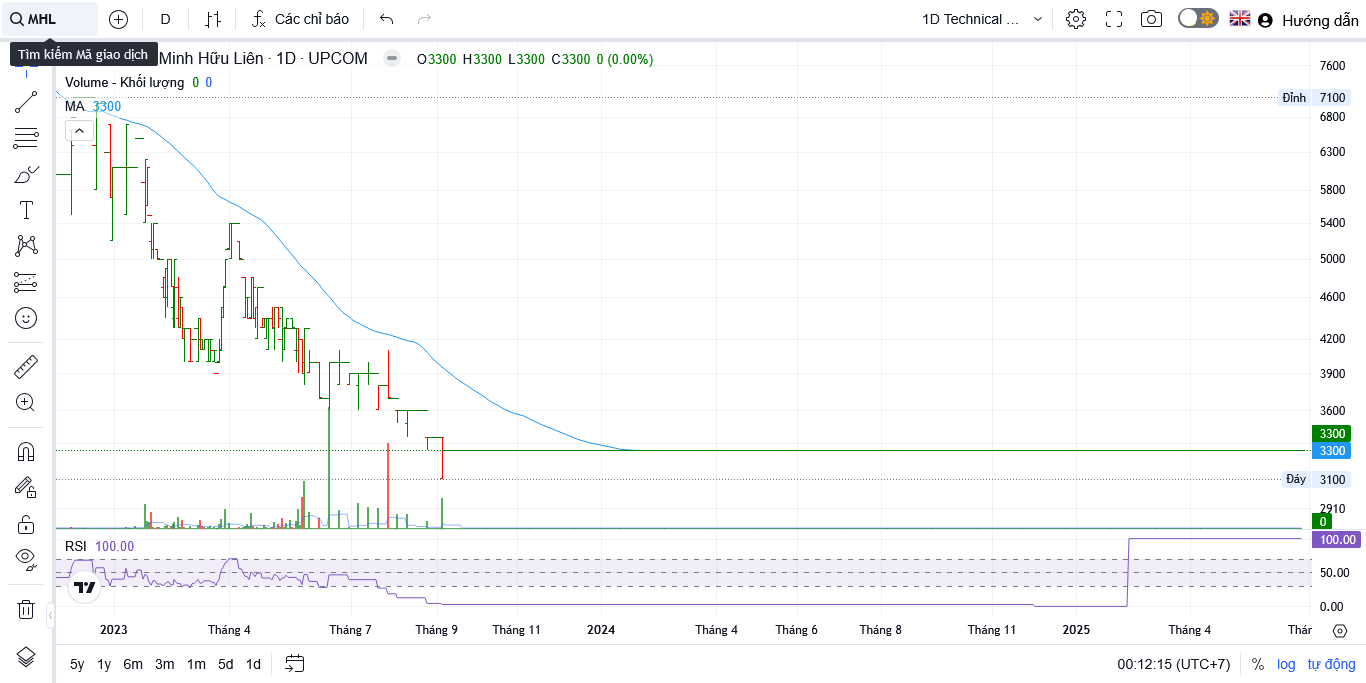 MHL D Các chỉ báo 1D Technical ... Hướng dẫn
Tìm kiếm Mã giao dịch Minh Hữu Liên · 1D · UPCOM O3300 H3300 L3300 C3300 0 (0.00%)
Volume - Khối lượng 0 0
MA 3300
7600
Đỉnh 7100
6800
6300
5800
5400
5000
4600
4200
3900
3600
3300
3300
Đáy 3100
2910
0
RSI 100.00
100.00
50.00
0.00
2023 Tháng 4 Tháng 7 Tháng 9 Tháng 11 2024 Tháng 4 Tháng 6 Tháng 8 Tháng 11 2025 Tháng 4 Thár
5y 1y 6m 3m 1m 5d 1d 00:12:15 (UTC+7) % log tự động